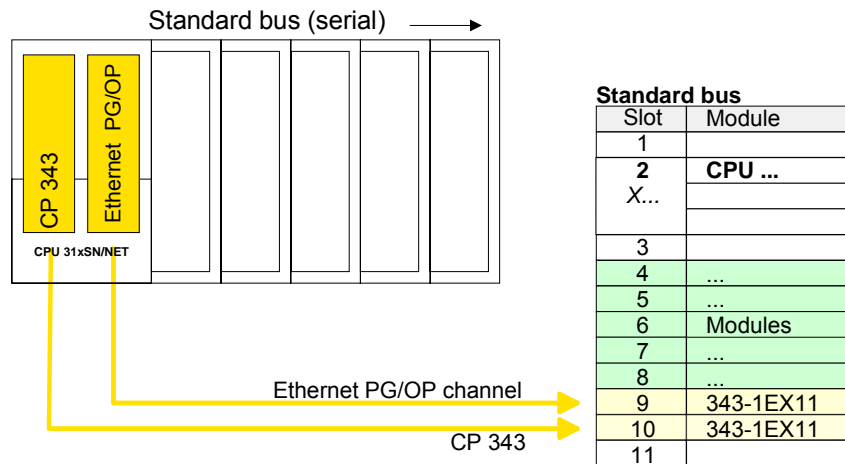 Standard bus (serial)
CP 343
Ethernet PG/OP
CPU 31xSN/NET
Ethernet PG/OP channel
CP 343
Standard bus
Slot Module
1
2 CPU ...
X...
3
4 ...
5 ...
6 Modules
7 ...
8 ...
9 343-1EX11
10 343-1EX11
11